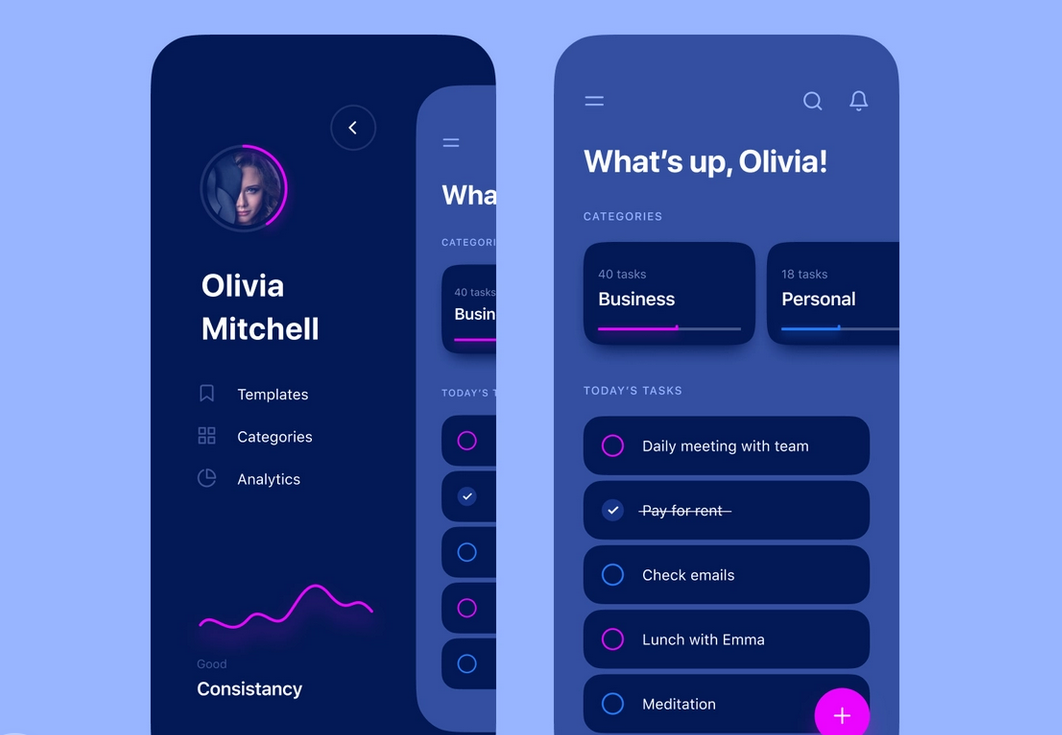 Olivia
Mitchell
Templates
Categories
Analytics
Good
Consistancy
Wha
CATEGORI
40 tasks
Busin
TODAY'S T
What's up, Olivia!
CATEGORIES
40 tasks
Business
18 tasks
Personal
TODAY'S TASKS
Daily meeting with team
Pay for rent
Check emails
Lunch with Emma
Meditation